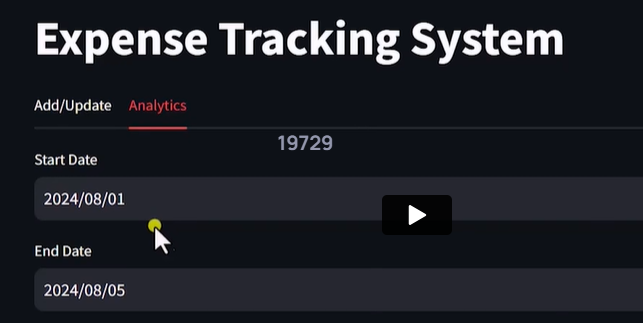 Expense Tracking System
Add/Update Analytics
19729
Start Date
2024/08/01
End Date
2024/08/05